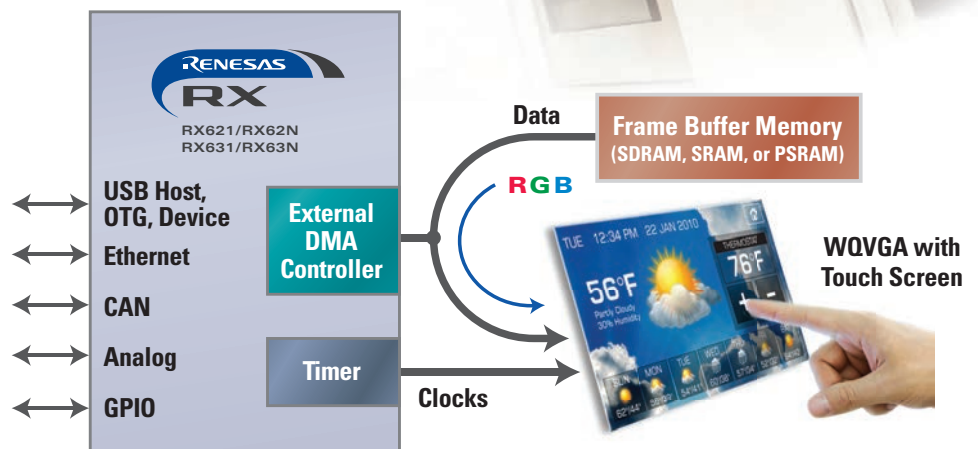 RENESAS
RX
RX621/RX62N
RX631/RX63N
USB Host,
OTG, Device
Ethernet
CAN
Analog
GPIO
External
DMA
Controller
Timer
Data
Clocks
RGB
Frame Buffer Memory
(SDRAM, SRAM, or PSRAM)
WQVGA with
Touch Screen
TUE 12:34 PM 22 JAN 2010
THERMOSTAT
76°F
56°F
Partly Cloudy
30% Humidity
+ -
SUN MON TUE WED
62°/44°